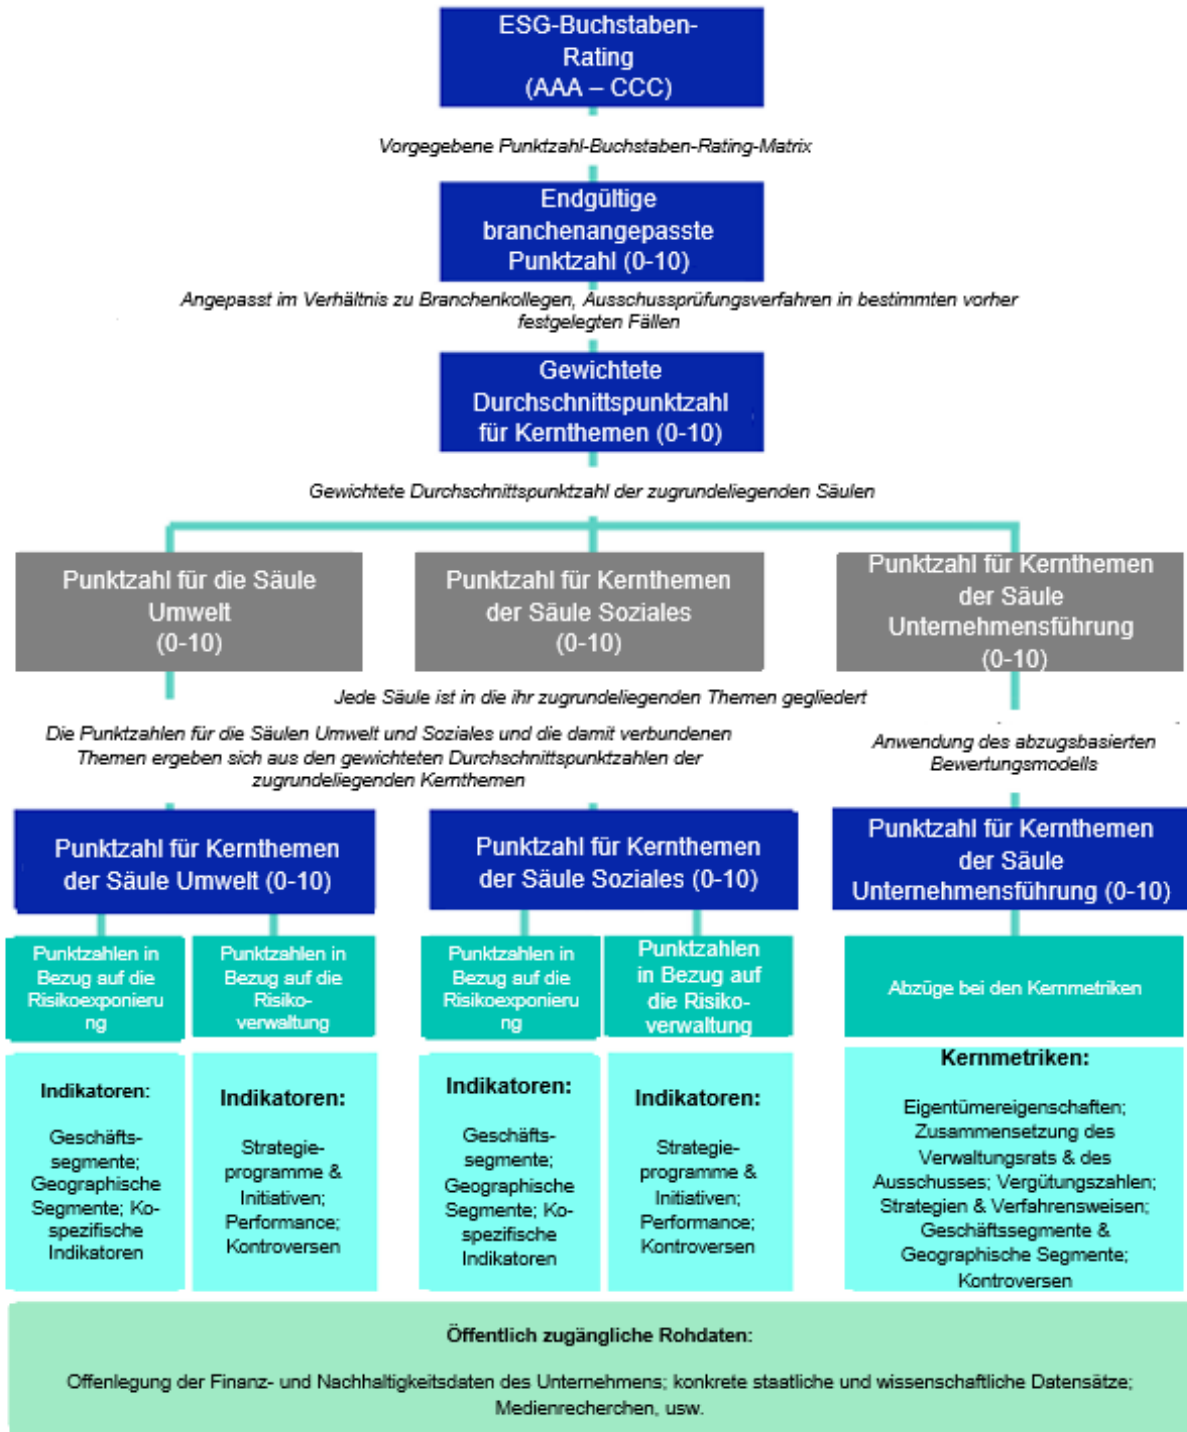 ESG-Buchstaben-
Rating
(AAA – CCC)
Vorgegebene Punktzahl-Buchstaben-Rating-Matrix
Endgültige
branchenangepasste
Punktzahl (0-10)
Angepasst im Verhältnis zu Branchenkollegen, Ausschussprüfungsverfahren in bestimmten vorher
festgelegten Fällen
Gewichtete
Durchschnittspunktzahl
für Kernthemen (0-10)
Gewichtete Durchschnittspunktzahl der zugrundeliegenden Säulen
Punktzahl für die Säule
Umwelt
(0-10)
Punktzahl für Kernthemen
der Säule Soziales
(0-10)
Punktzahl für Kernthemen
der Säule
Unternehmensführung
(0-10)
Jede Säule ist in die ihr zugrundeliegenden Themen gegliedert
Die Punktzahlen für die Säulen Umwelt und Soziales und die damit verbundenen
Themen ergeben sich aus den gewichteten Durchschnittspunktzahlen der
zugrundeliegenden Kernthemen
Anwendung des abzugsbasierten
Bewertungsmodells
Punktzahl für Kernthemen
der Säule Umwelt (0-10)
Punktzahl für Kernthemen
der Säule Soziales (0-10)
Punktzahl für Kernthemen
der Säule
Unternehmensführung (0-10)
Punktzahlen in
Bezug auf die
Risikoexponieru
ng
Punktzahlen in
Bezug auf die
Risiko-
verwaltung
Punktzahlen in
Bezug auf die
Risikoexponieru
ng
Punktzahlen
in Bezug auf
die Risiko-
verwaltung
Abzüge bei den Kernmetriken
Indikatoren:
Geschäfts-
segmente;
Geographische
Segmente; Ko-
spezifische
Indikatoren
Indikatoren:
Strategie-
programme &
Initiativen;
Performance;
Kontroversen
Indikatoren:
Geschäfts-
segmente;
Geographische
Segmente; Ko-
spezifische
Indikatoren
Indikatoren:
Strategie-
programme &
Initiativen;
Performance;
Kontroversen
Kernmetriken:
Eigentümereigenschaften;
Zusammensetzung des
Verwaltungsrats & des
Ausschusses; Vergütungszahlen;
Strategien & Verfahrensweisen;
Geschäftssegmente &
Geographische Segmente;
Kontroversen
Öffentlich zugängliche Rohdaten:
Offenlegung der Finanz- und Nachhaltigkeitsdaten des Unternehmens; konkrete staatliche und wissenschaftliche Datensätze;
Medienrecherchen, usw.